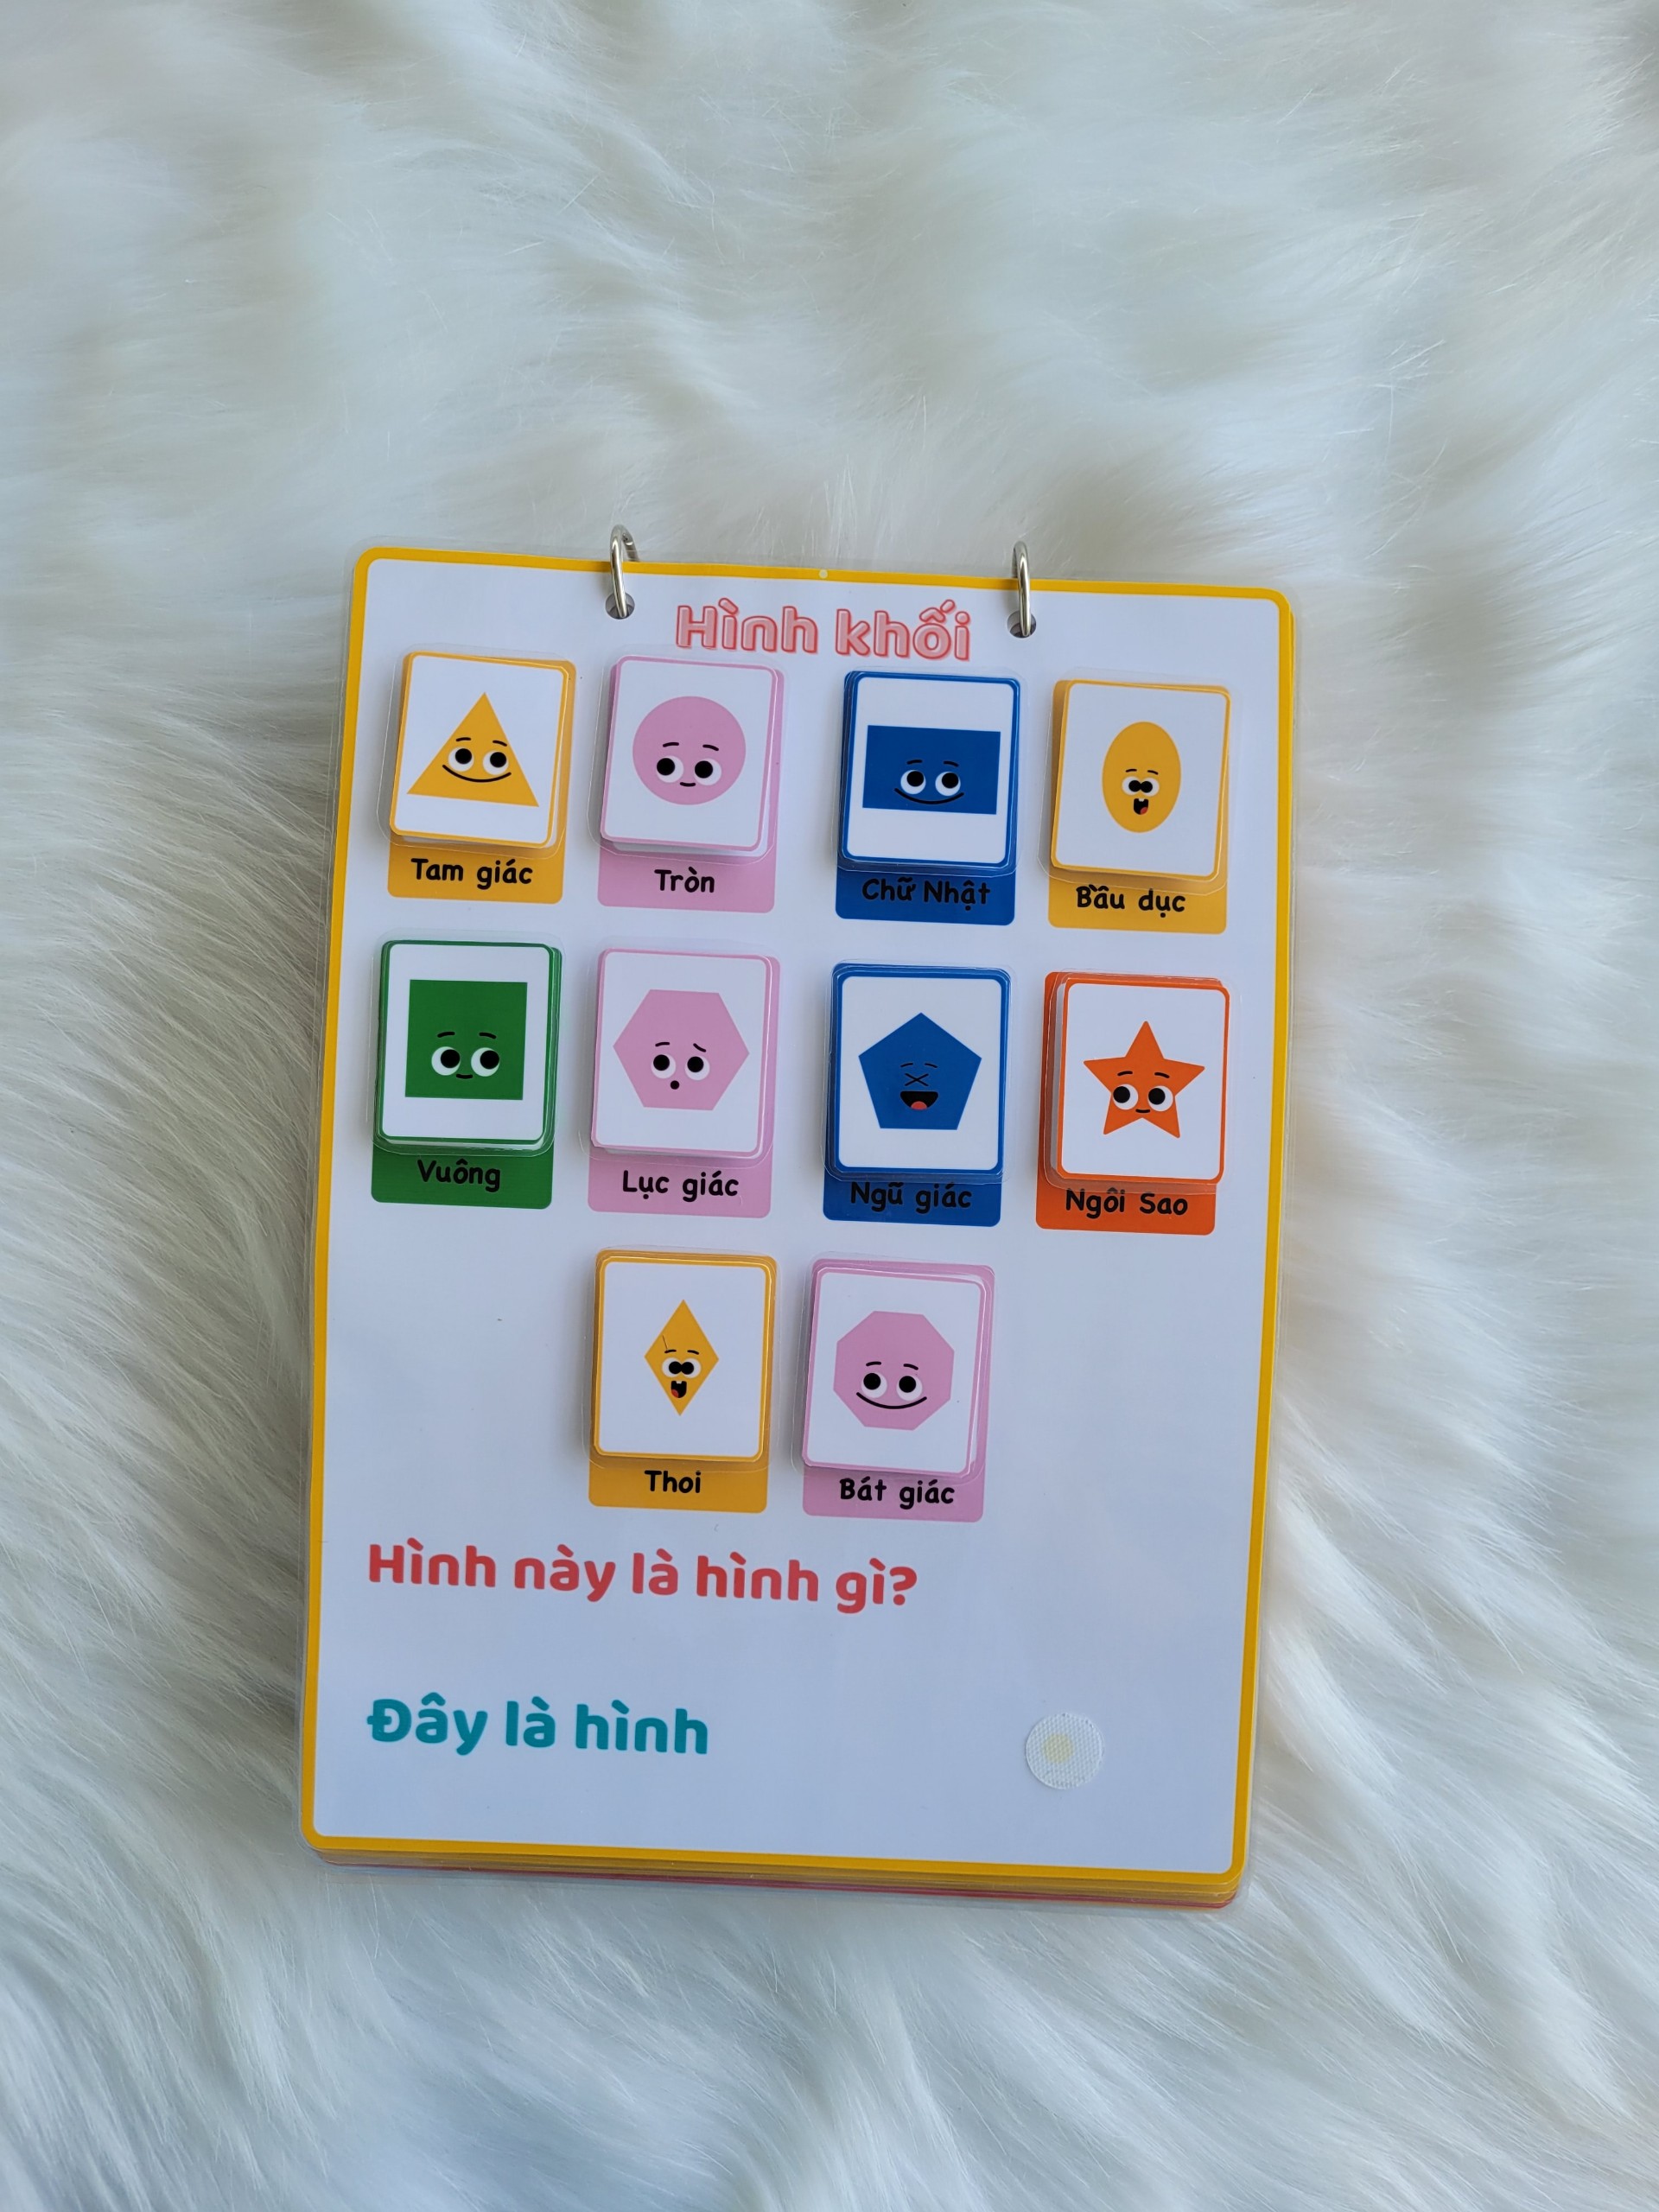 Hình khối
Tam giác
Tròn
Chữ Nhật
Bầu dục
Vuông
Lục giác
Ngũ giác
Ngôi Sao
Thoi
Bát giác
Hình này là hình gì?
Đây là hình